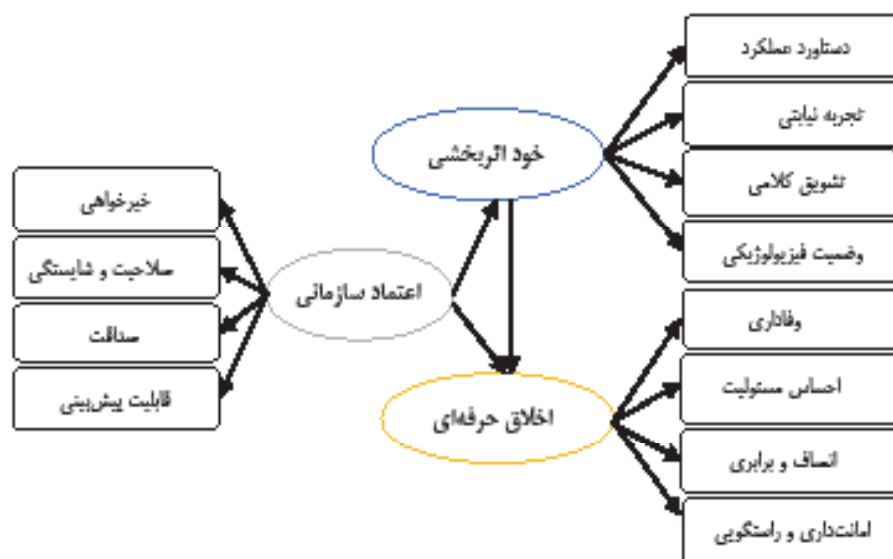 دستاورد عملکرد
تجربه نیابتی
تشویق کلامی
وضعیت فیزیولوژیکی
خود اثربخشی
خیرخواهی
صلاحیت و شایستگی
صداقت
قابلیت پیش‌بینی
اعتماد سازمانی
اخلاق حرفه‌ای
وفاداری
احساس مسئولیت
انصاف و برابری
امانت‌داری و راستگویی